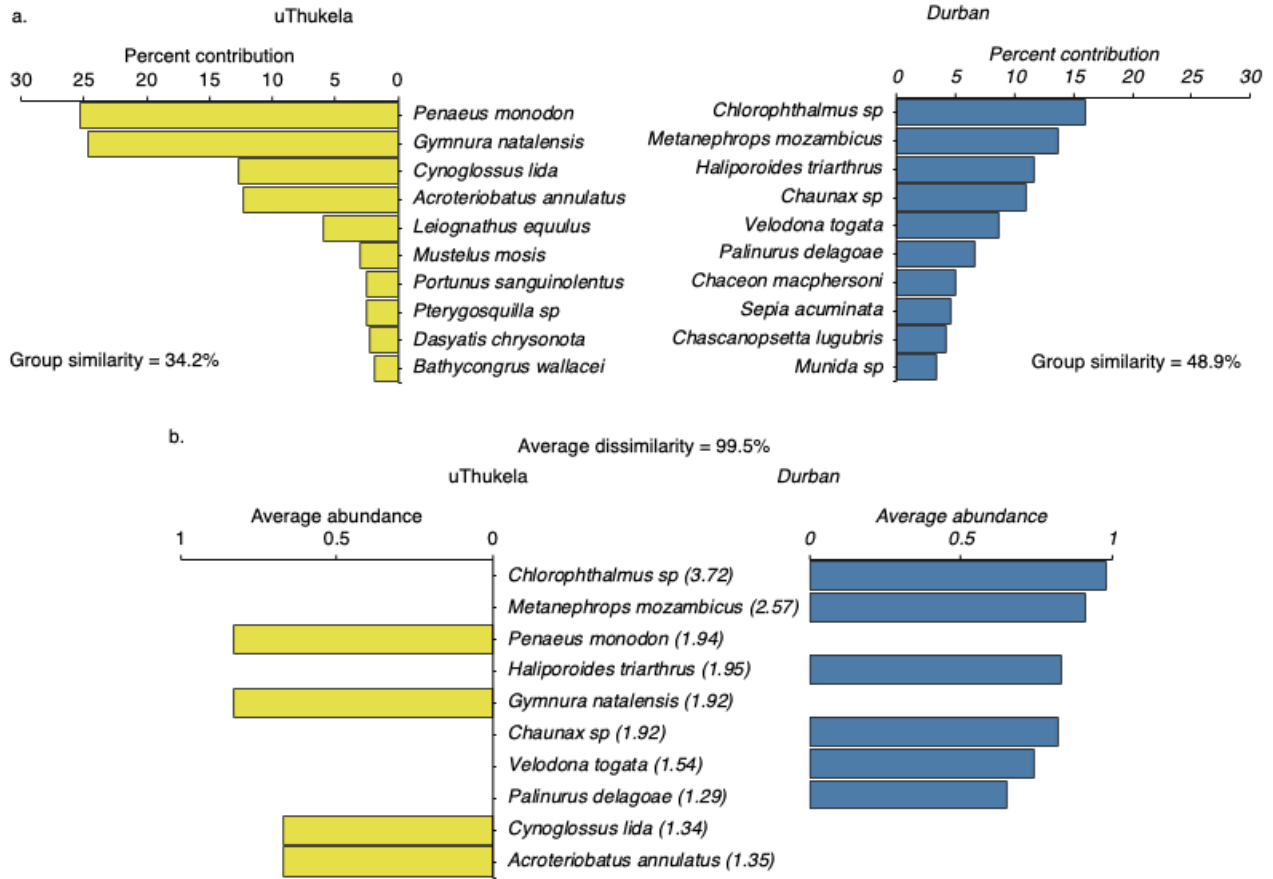 a.
uThukela
Durban
Percent contribution
30 25 20 15 10 5 0
Percent contribution
0 5 10 15 20 25 30
Penaeus monodon
Gymnura natalensis
Cynoglossus lida
Acroteriobatus annulatus
Leiognathus equulus
Mustelus mosis
Portunus sanguinolentus
Pterygosquilla sp
Dasyatis chrysonota
Bathycongrus wallacei
Group similarity = 34.2%
Chlorophthalmus sp
Metanephrops mozambicus
Haliporoides triarthrus
Chaunax sp
Velodona togata
Palinurus delagoae
Chaceon macphersoni
Sepia acuminata
Chascanopsetta lugubris
Munida sp
Group similarity = 48.9%
b.
Average dissimilarity = 99.5%
uThukela
Durban
Average abundance
1 0.5 0
Average abundance
0 0.5 1
Chlorophthalmus sp (3.72)
Metanephrops mozambicus (2.57)
Penaeus monodon (1.94)
Haliporoides triarthrus (1.95)
Gymnura natalensis (1.92)
Chaunax sp (1.92)
Velodona togata (1.54)
Palinurus delagoae (1.29)
Cynoglossus lida (1.34)
Acroteriobatus annulatus (1.35)